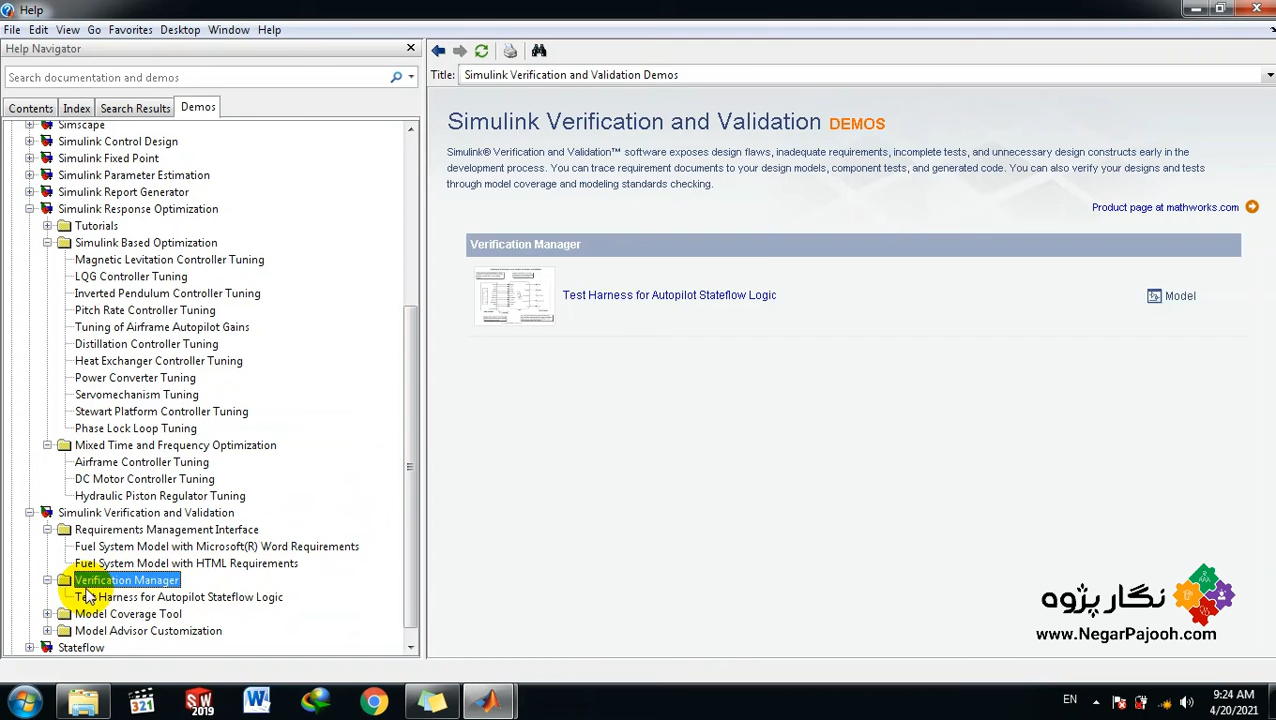 Help
File Edit View Go Favorites Desktop Window Help
Help Navigator
Search documentation and demos
Contents Index Search Results Demos
Simscape
Simulink Control Design
Simulink Fixed Point
Simulink Parameter Estimation
Simulink Report Generator
Simulink Response Optimization
Tutorials
Simulink Based Optimization
Magnetic Levitation Controller Tuning
LQG Controller Tuning
Inverted Pendulum Controller Tuning
Pitch Rate Controller Tuning
Tuning of Airframe Autopilot Gains
Distillation Controller Tuning
Heat Exchanger Controller Tuning
Power Converter Tuning
Servomechanism Tuning
Stewart Platform Controller Tuning
Phase Lock Loop Tuning
Mixed Time and Frequency Optimization
Airframe Controller Tuning
DC Motor Controller Tuning
Hydraulic Piston Regulator Tuning
Simulink Verification and Validation
Requirements Management Interface
Fuel System Model with Microsoft(R) Word Requirements
Fuel System Model with HTML Requirements
Verification Manager
Test Harness for Autopilot Stateflow Logic
Model Coverage Tool
Model Advisor Customization
Stateflow
Title: Simulink Verification and Validation Demos
Simulink Verification and Validation DEMOS
Simulink® Verification and Validation™ software exposes design flaws, inadequate requirements, incomplete tests, and unnecessary design constructs early in the
development process. You can trace requirement documents to your design models, component tests, and generated code. You can also verify your designs and tests
through model coverage and modeling standards checking.
Product page at mathworks.com
Verification Manager
Test Harness for Autopilot Stateflow Logic
Model
نگار پژوه
www.NegarPajooh.com
321
SW
2019
W
EN
9:24 AM
4/20/2021